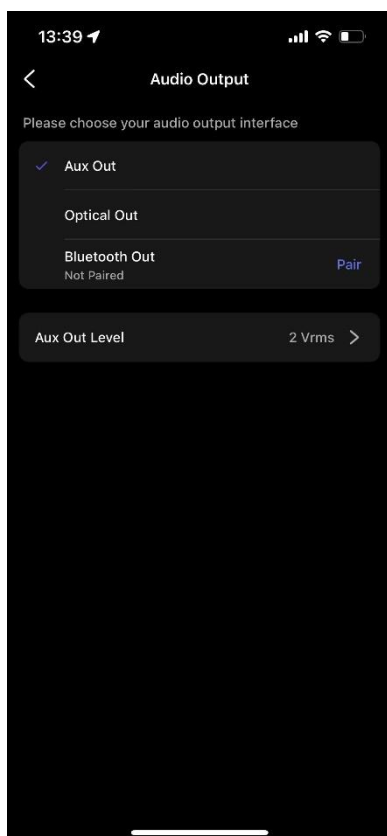 13:39
Audio Output
Please choose your audio output interface
Aux Out
Optical Out
Bluetooth Out
Not Paired
Pair
Aux Out Level
2 Vrms